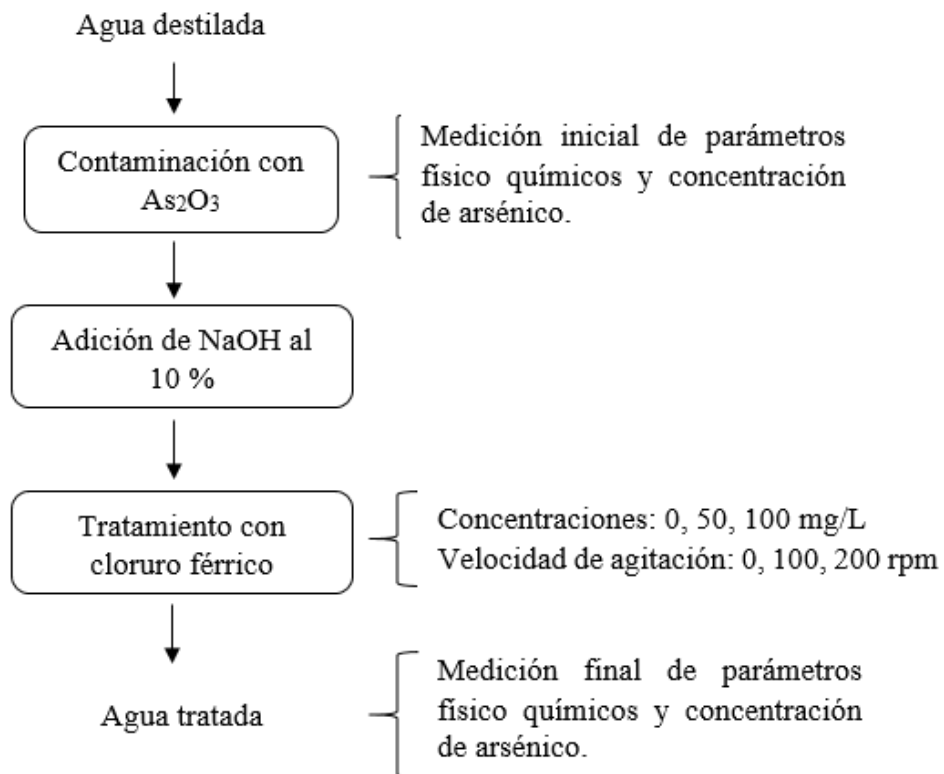 Agua destilada
Contaminación con
As₂O₃
Medición inicial de parámetros
físico químicos y concentración
de arsénico.
Adición de NaOH al
10 %
Tratamiento con
cloruro férrico
Concentraciones: 0, 50, 100 mg/L
Velocidad de agitación: 0, 100, 200 rpm
Agua tratada
Medición final de parámetros
físico químicos y concentración
de arsénico.